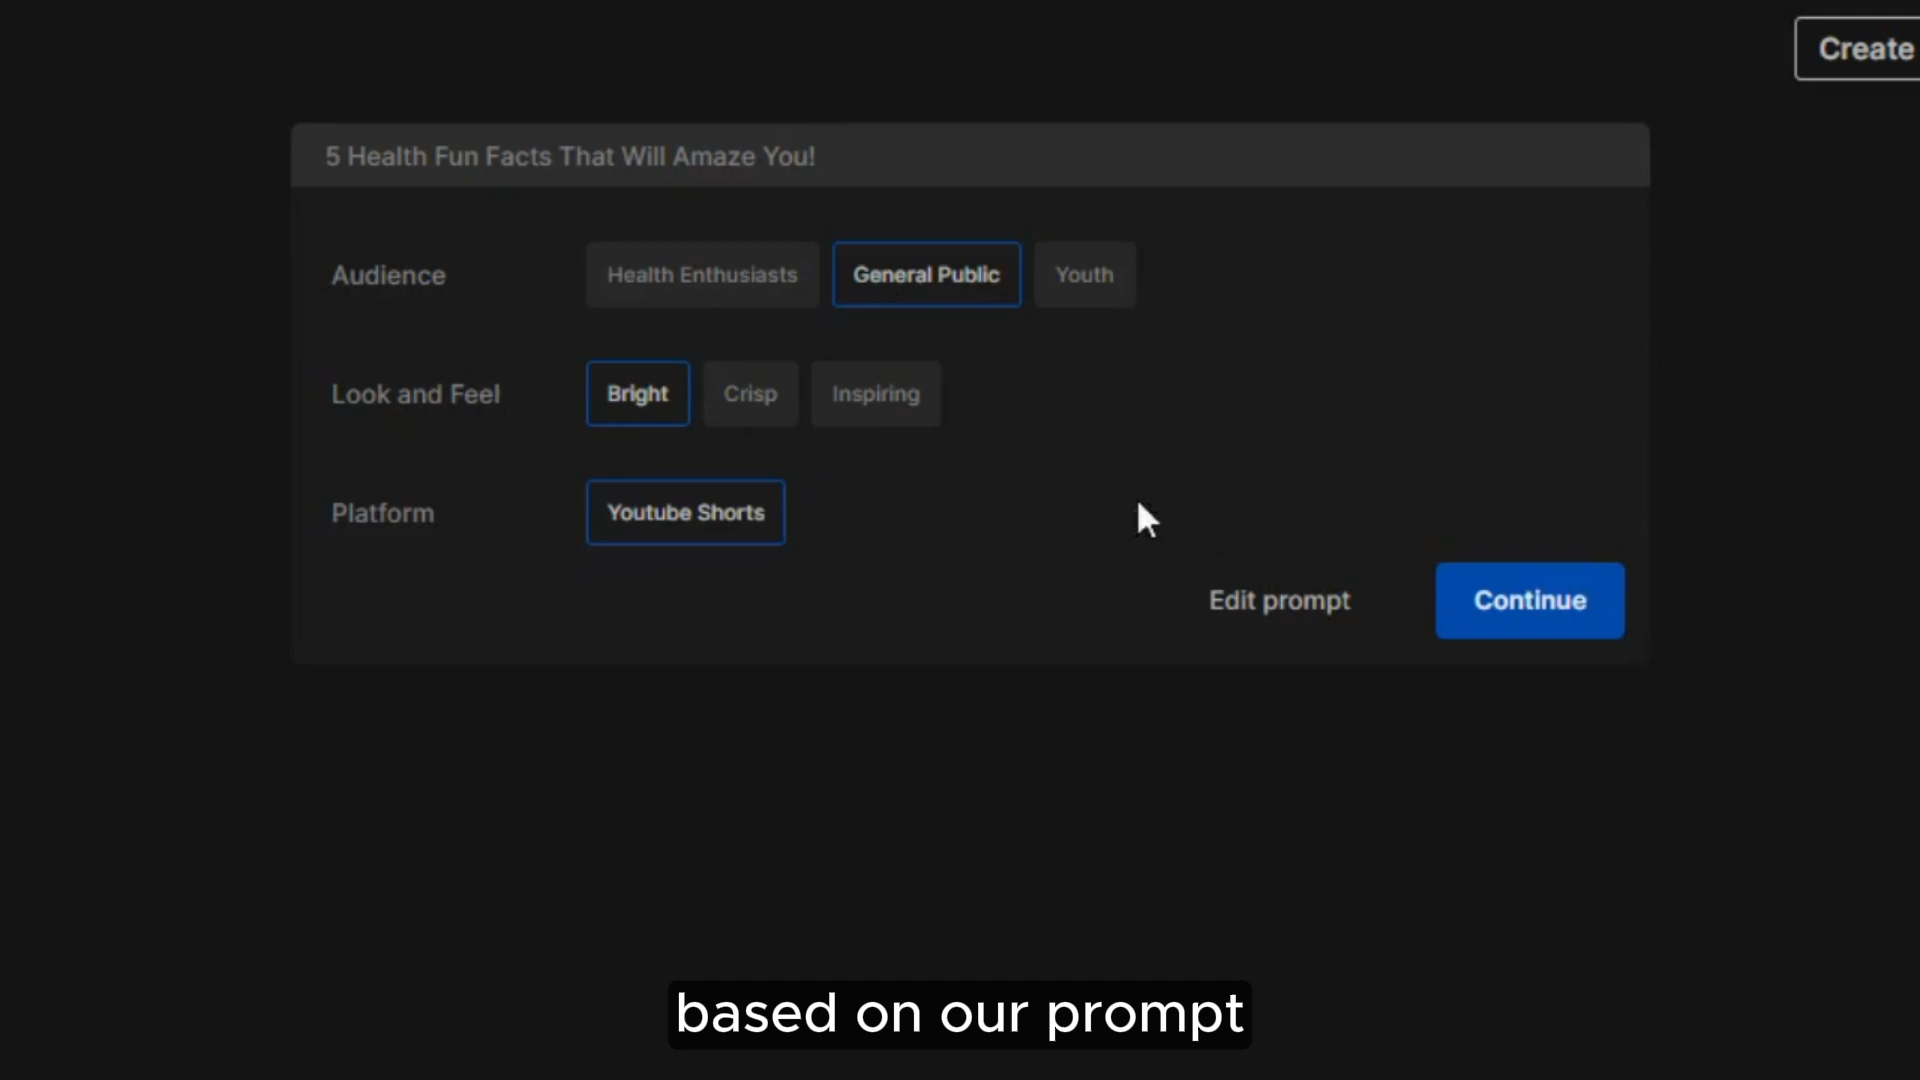 Create
5 Health Fun Facts That Will Amaze You!
Audience Health Enthusiasts General Public Youth
Look and Feel Bright Crisp Inspiring
Platform Youtube Shorts
Edit prompt Continue
based on our prompt